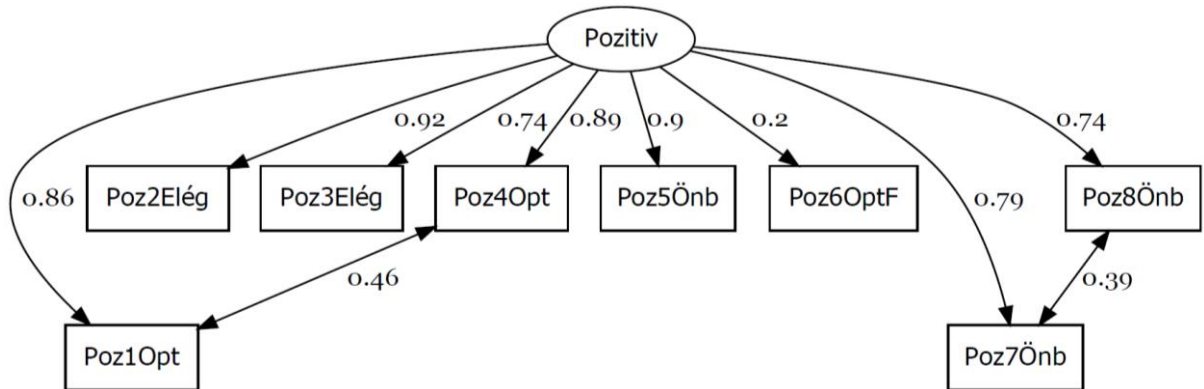 Pozitiv
0.92
0.74
0.89
0.9
0.2
0.74
0.86
Poz2Elég
Poz3Elég
Poz4Opt
Poz5Önb
Poz6OptF
0.79
Poz8Önb
0.46
0.39
Poz1Opt
Poz7Önb